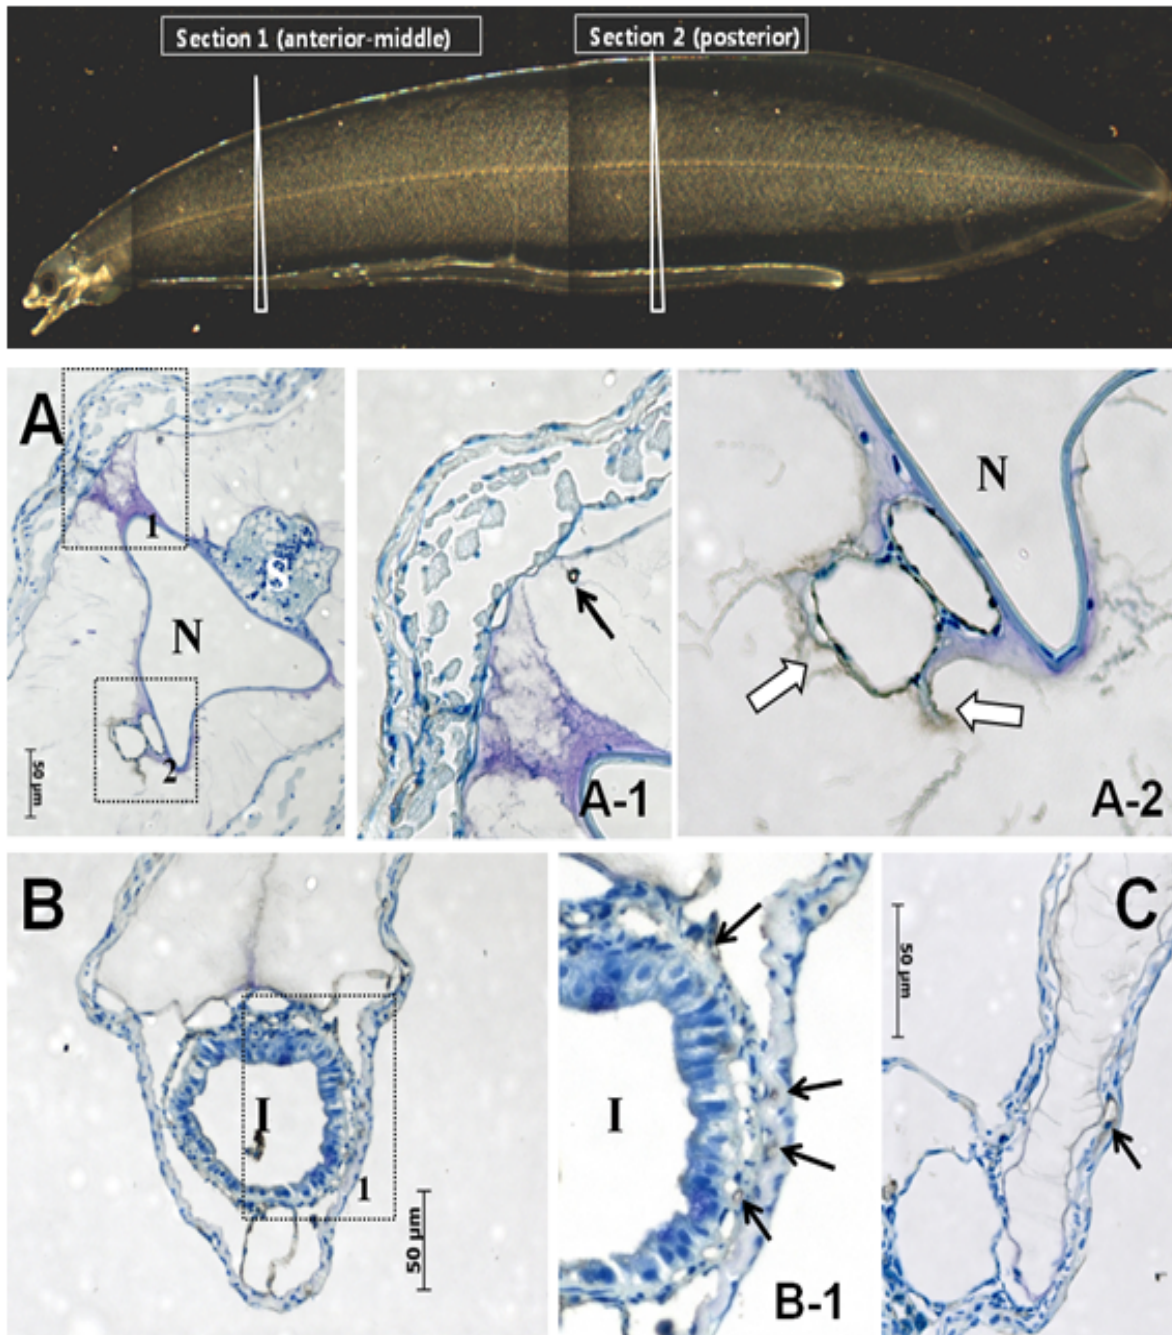 Section 1 (anterior-middle)
Section 2 (posterior)
A
1
S
N
2
50 µm
A-1
N
A-2
B
I
1
50 µm
I
B-1
C
50 µm